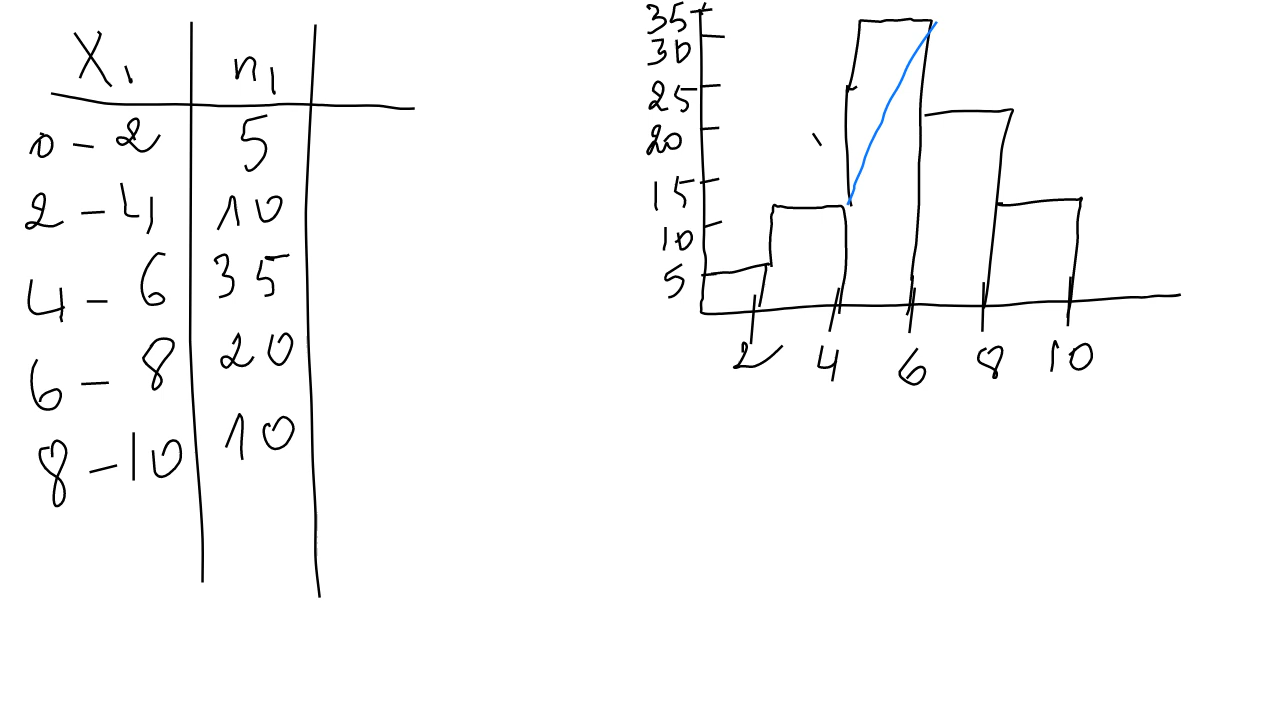 X₁ n₁
0 - 2 5
2 - 4 10
4 - 6 35
6 - 8 20
8 - 10 10
35
30
25
20
15
10
5
2 4 6 8 10